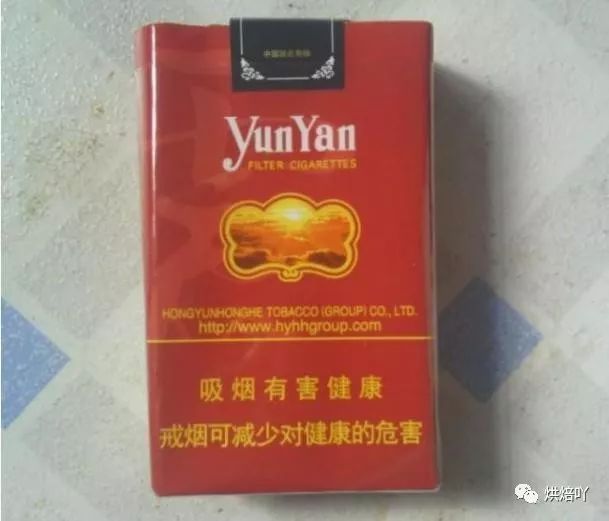 YunYan
FILTER CIGARETTES
HONGYUNHONGHE TOBACCO (GROUP) CO., LTD.
http://www.hyhhgroup.com
吸烟有害健康
戒烟可减少对健康的危害
烘焙吖